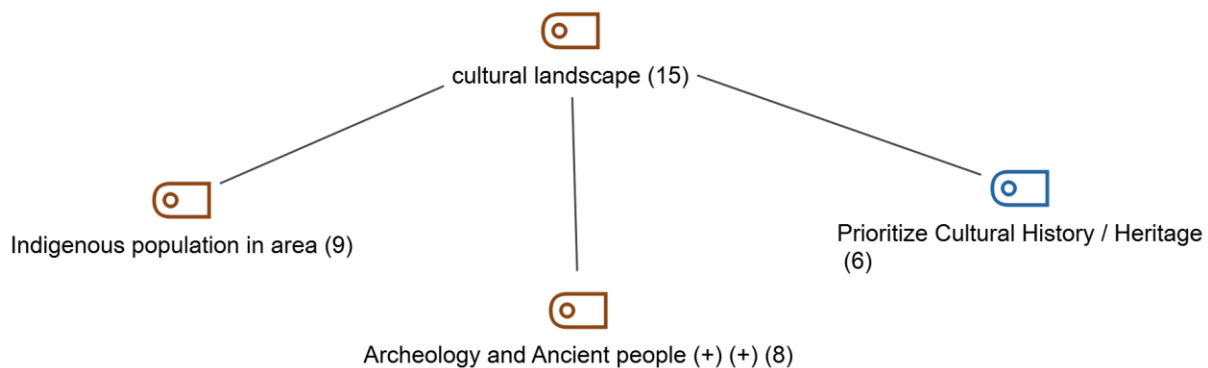 cultural landscape (15)
Indigenous population in area (9)
Prioritize Cultural History / Heritage
(6)
Archeology and Ancient people (+) (+) (8)